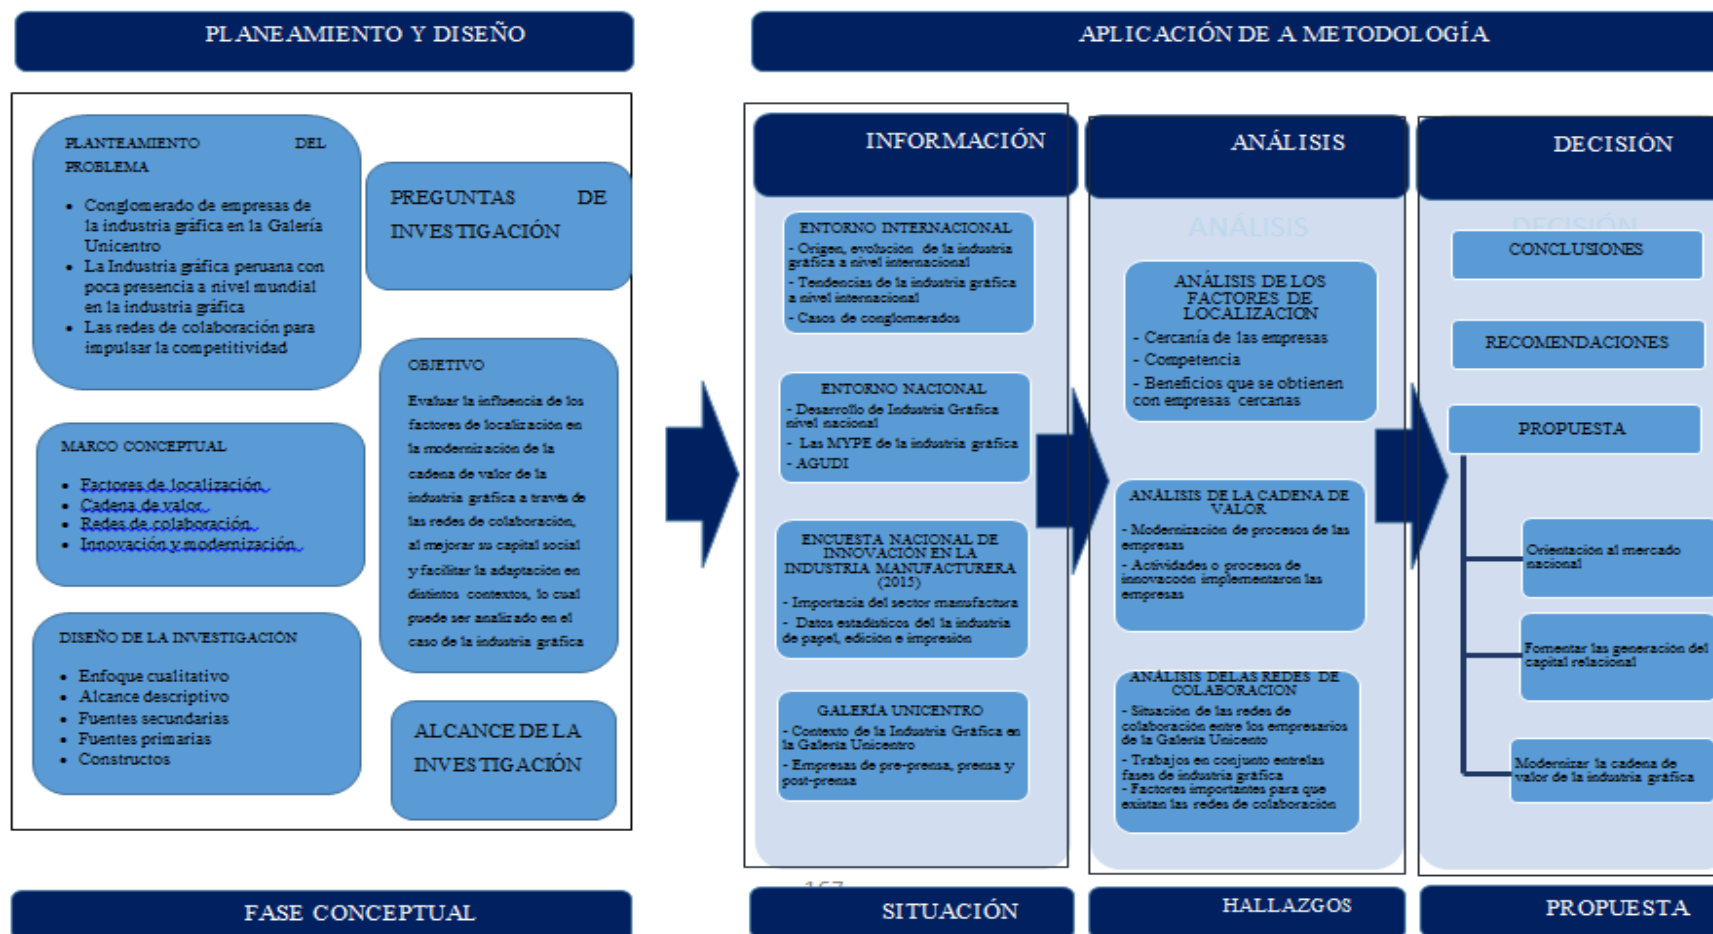 PLANEAMIENTO Y DISEÑO
PLANTEAMIENTO DEL
PROBLEMA
• Conglomerado de empresas de
la industria gráfica en la Galería
Unicentro
• La Industria gráfica peruana con
poca presencia a nivel mundial
en la industria gráfica
• Las redes de colaboración para
impulsar la competitividad
PREGUNTAS DE
INVESTIGACIÓN
MARCO CONCEPTUAL
• Factores de localización
• Cadena de valor
• Redes de colaboración
• Innovación y modernización
OBJETIVO
Evaluar la influencia de los
factores de localización en
la modernización de la
cadena de valor de la
industria gráfica a través de
las redes de colaboración,
al mejorar su capital social
y facilitar la adaptación en
distintos contextos, lo cual
puede ser analizado en el
caso de la industria gráfica
DISEÑO DE LA INVESTIGACIÓN
• Enfoque cualitativo
• Alcance descriptivo
• Fuentes secundarias
• Fuentes primarias
• Constructos
ALCANCE DE LA
INVESTIGACIÓN
FASE CONCEPTUAL
APLICACIÓN DE A METODOLOGÍA
INFORMACIÓN
ENTORNO INTERNACIONAL
- Origen, evolución de la industria
gráfica a nivel internacional
- Tendencias de la industria gráfica
a nivel internacional
- Casos de conglomerados
ENTORNO NACIONAL
- Desarrollo de Industria Gráfica
nivel nacional
- Las MYPE de la industria gráfica
- AGUDI
ENCUESTA NACIONAL DE
INNOVACIÓN EN LA
INDUSTRIA MANUFACTURERA
(2015)
- Importacia del sector manufactura
- Datos estadísticos del la industria
de papel, edición e impresión
GALERÍA UNICENTRO
- Contexto de la Industria Gráfica en
la Galería Unicentro
- Empresas de pre-prensa, prensa y
post-prensa
SITUACIÓN
ANÁLISIS
ANÁLISIS
ANÁLISIS DE LOS
FACTORES DE
LOCALIZACIÓN
- Cercanía de las empresas
- Competencia
- Beneficios que se obtienen
con empresas cercanas
ANÁLISIS DE LA CADENA DE
VALOR
- Modernización de procesos de las
empresas
- Actividades o procesos de
innovacoón implementaron las
empresas
ANÁLISIS DELAS REDES DE
COLABORACION
- Situación de las redes de
colaboración entre los empresarios
de la Galería Unicento
- Trabajos en conjunto entrelas
fases de industria gráfica
- Factores importantes para que
existan las redes de colaboración
HALLAZGOS
DECISIÓN
DECISIÓN
CONCLUSIONES
RECOMENDACIONES
PROPUESTA
Orientación al mercado
nacional
Fomentar las generación del
capital relacional
Modernizar la cadena de
valor de la industria gráfica
PROPUESTA